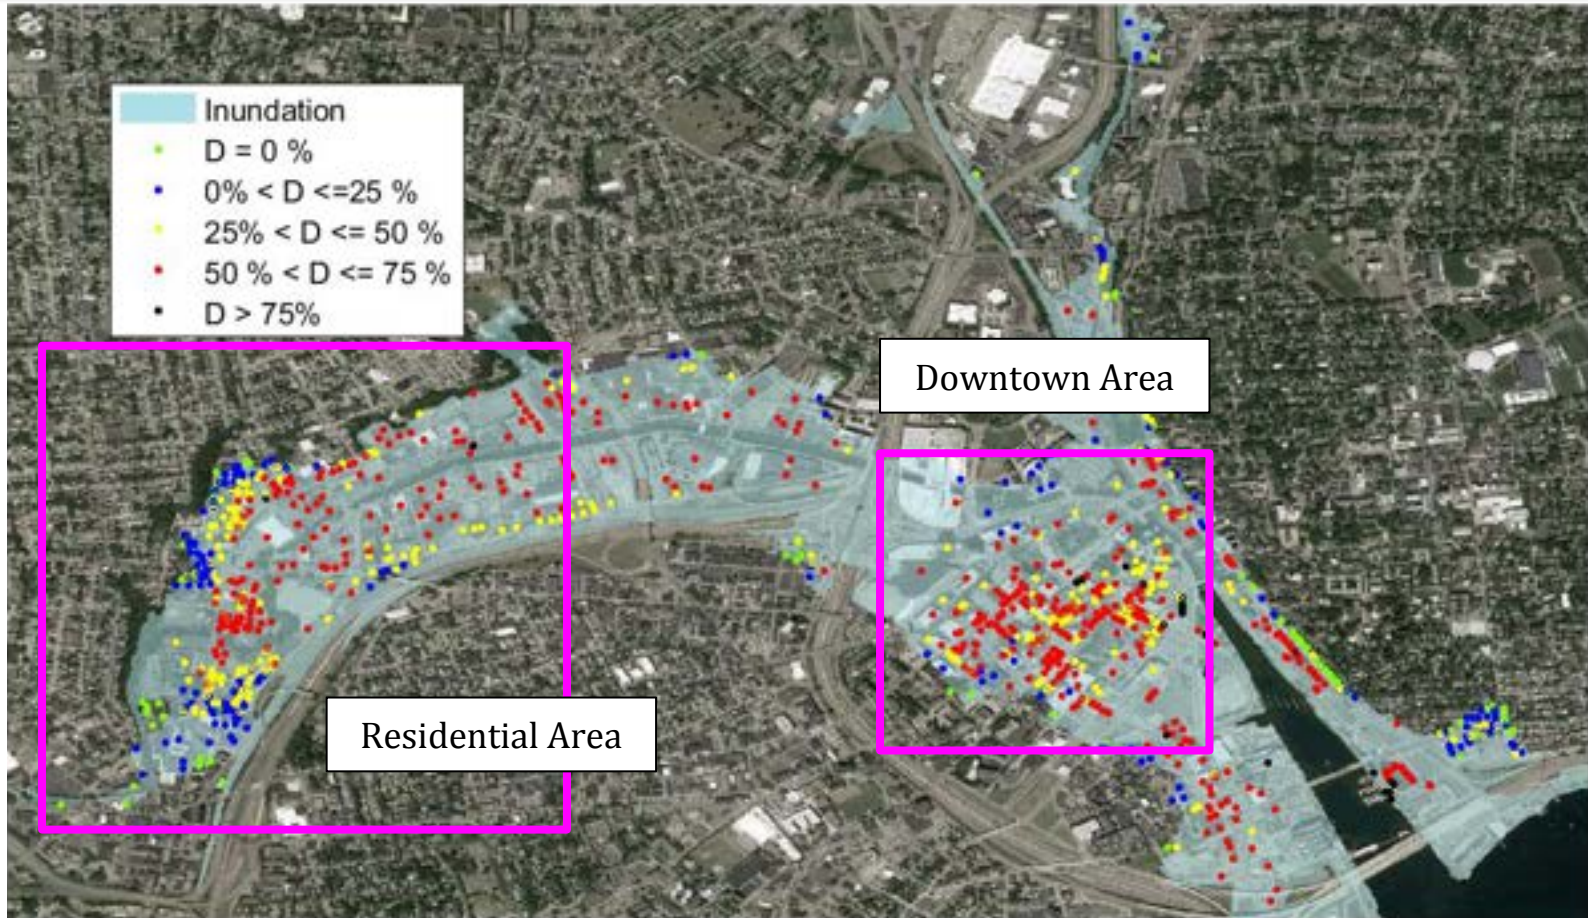 Inundation
D = 0 %
0% < D <=25 %
25% < D <= 50 %
50 % < D <= 75 %
D > 75%
Downtown Area
Residential Area